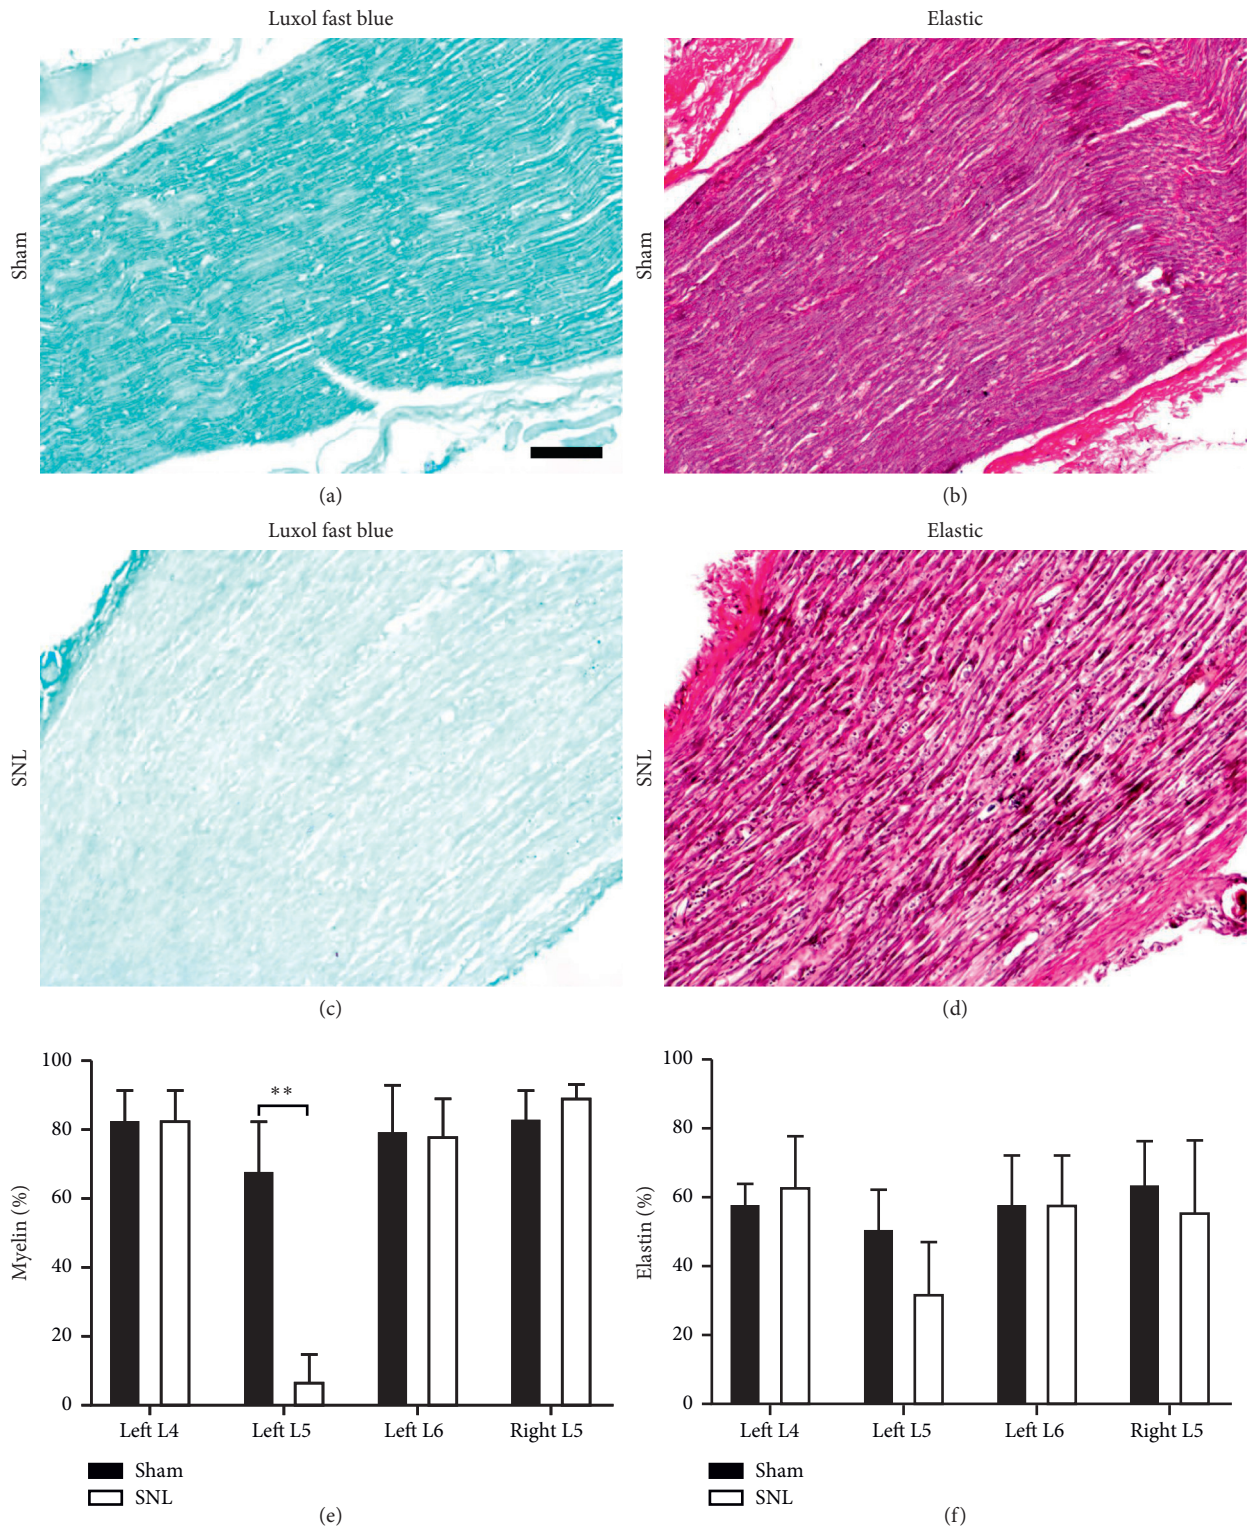 Luxol fast blue
Elastic
Sham
Sham
(a)
(b)
Luxol fast blue
Elastic
SNL
SNL
(c)
(d)
Myelin (%)
100
80
60
40
20
0
**
Left L4
Left L5
Left L6
Right L5
Sham
SNL
(e)
Elastin (%)
100
80
60
40
20
0
Left L4
Left L5
Left L6
Right L5
Sham
SNL
(f)